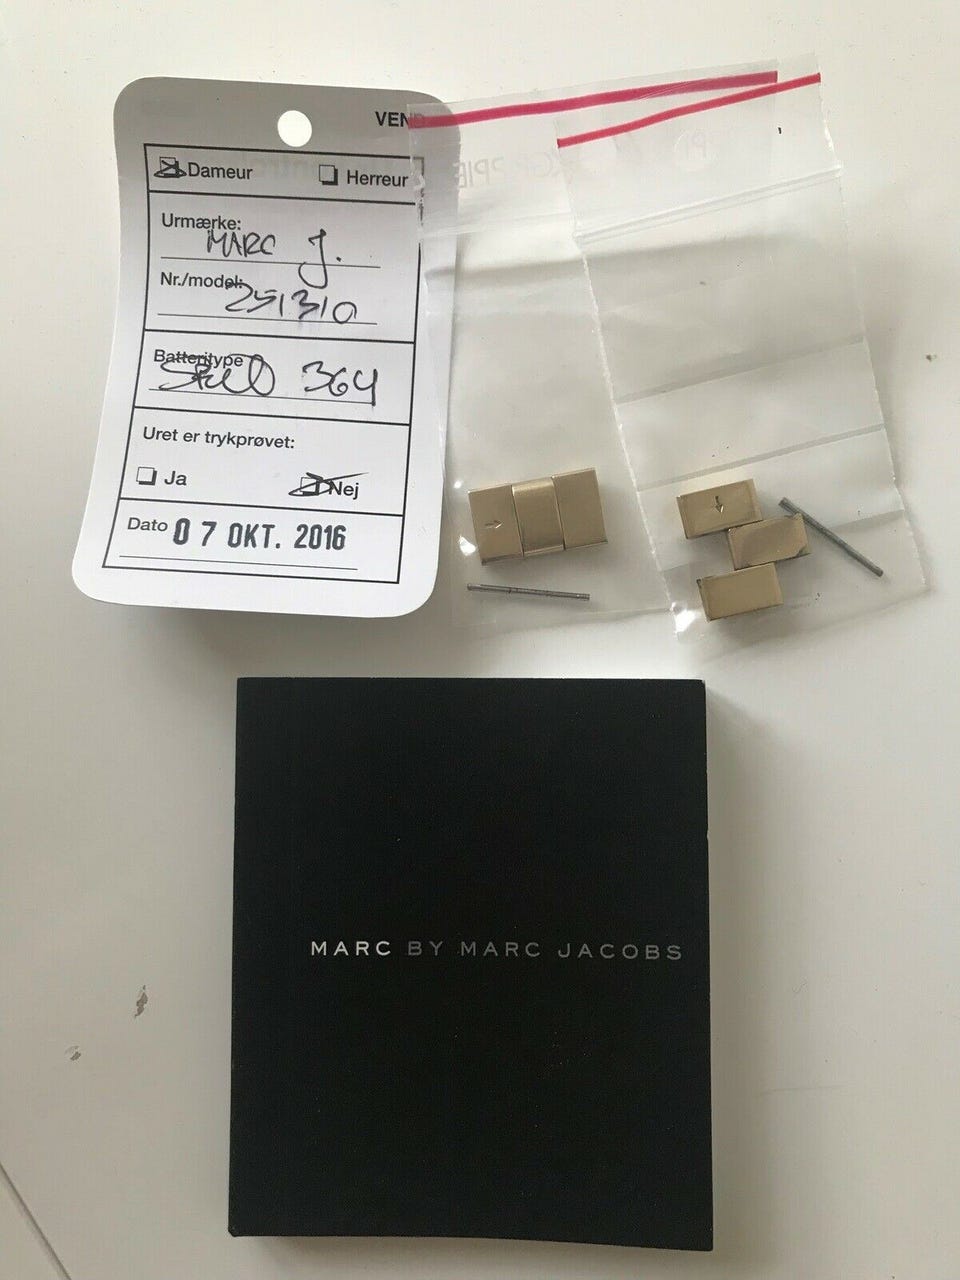 VEN
Dameur Herreur
Urmærke:
MARC J.
Nr./model:
251310
Batteritype
364
Uret er trykprøvet:
Ja Nej
Dato 07 OKT. 2016
MARC BY MARC JACOBS